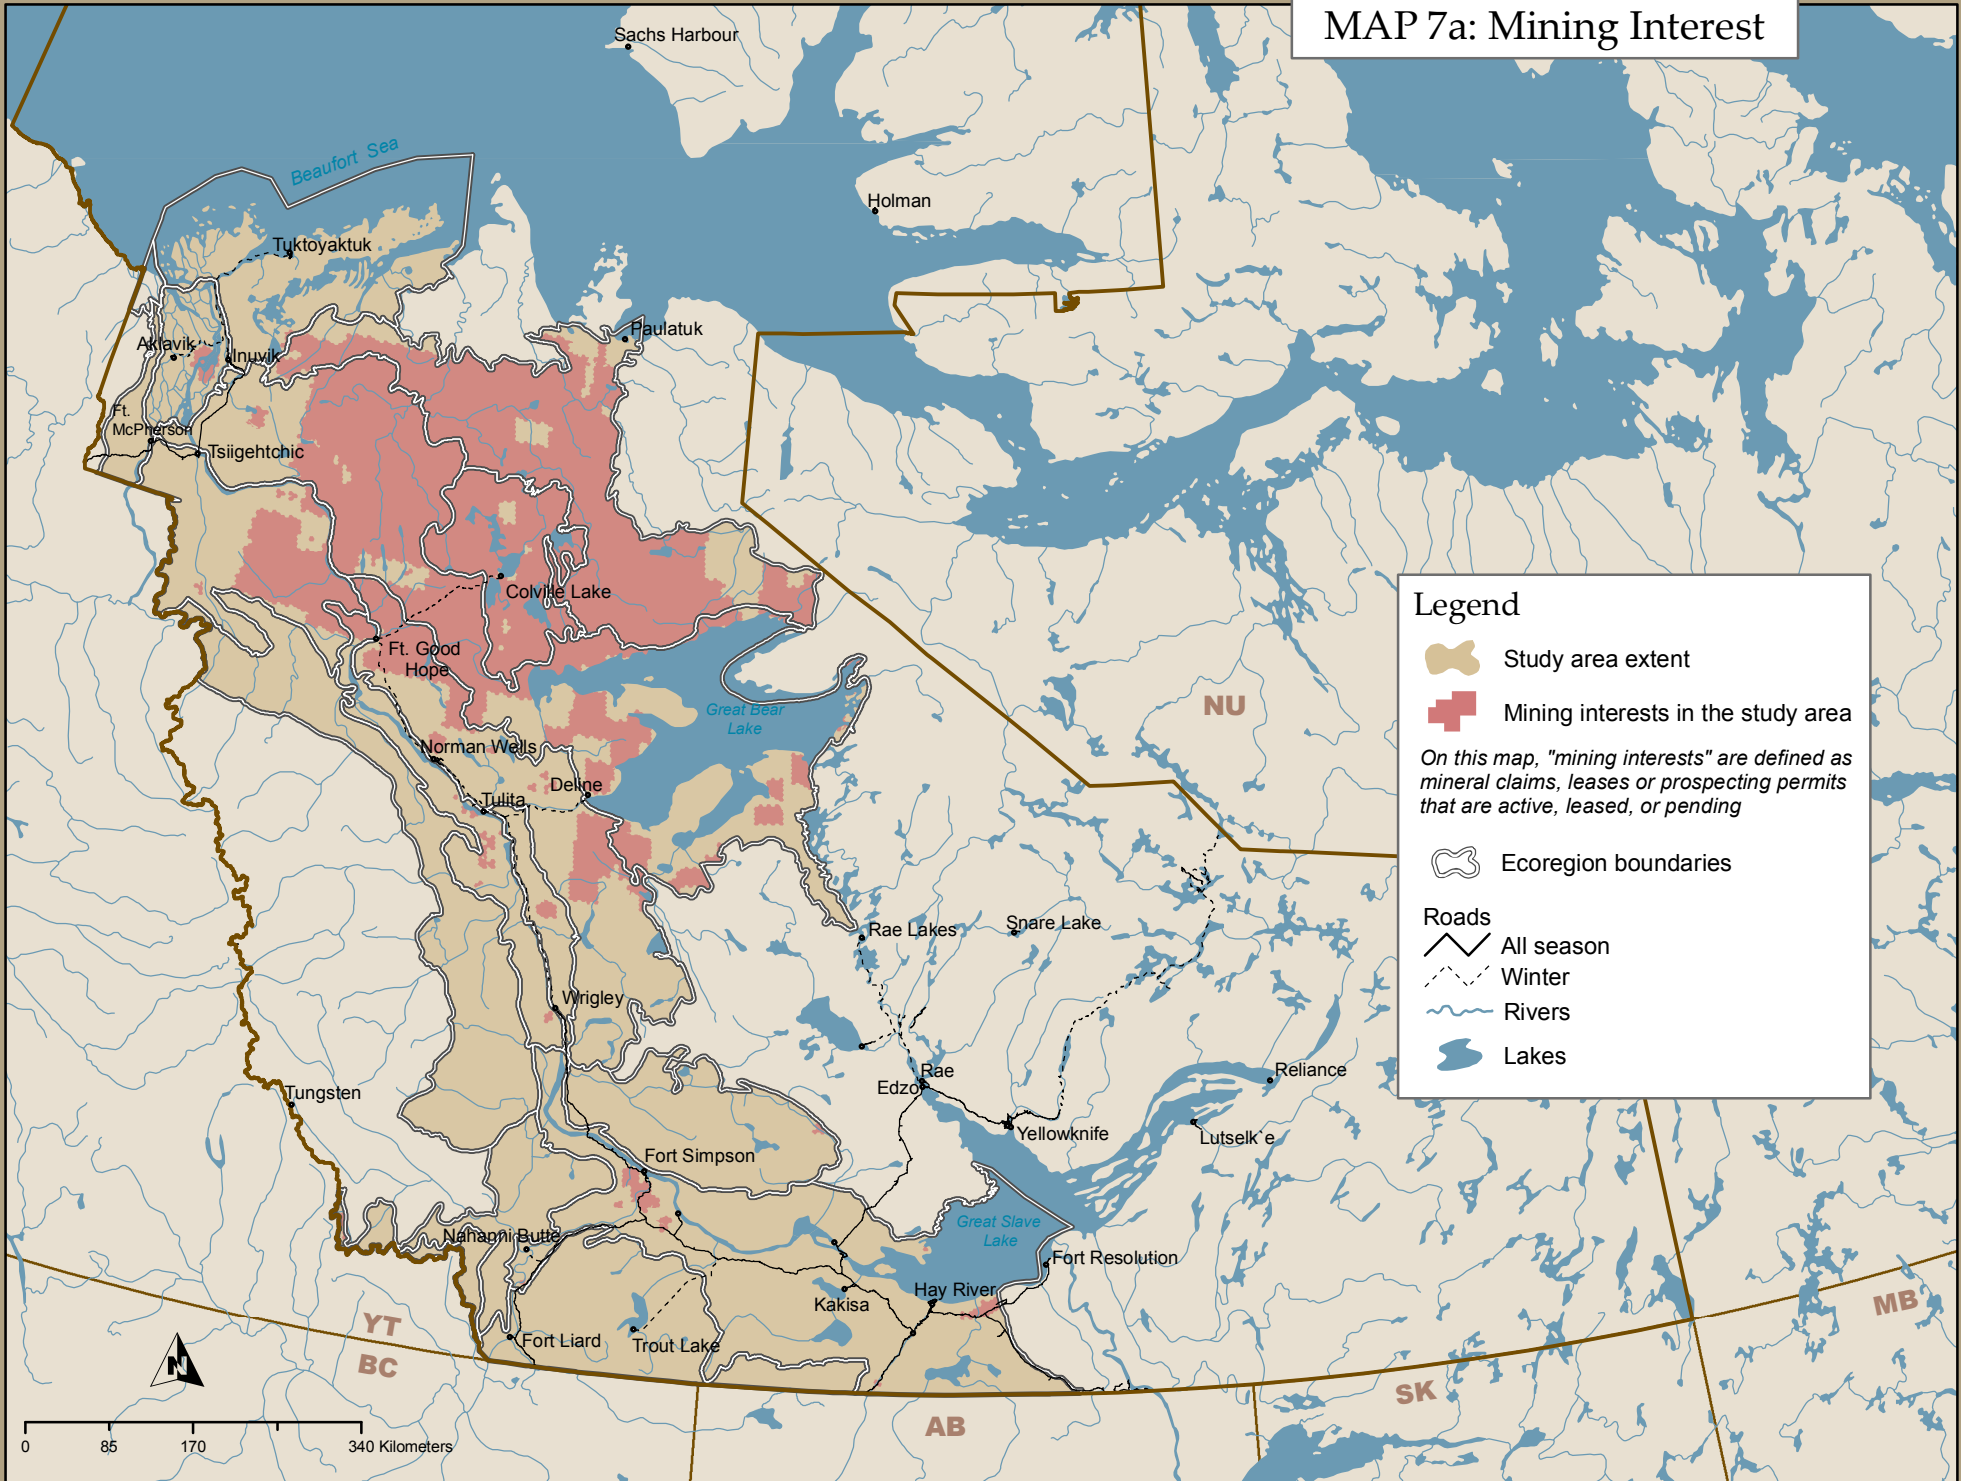 MAP 7a: Mining Interest
Sachs Harbour
Beaufort Sea
Holman
Tuktoyaktuk
Paulatuk
Aklavik
Inuvik
Ft.
McPherson
Tsiigehtchic
Colville Lake
Ft. Good
Hope
Great Bear
Lake
NU
Norman Wells
Deline
Tulita
Rae Lakes
Snare Lake
Wrigley
Tungsten
Rae
Edzo
Reliance
Yellowknife
Lutselk`e
Fort Simpson
Nahanni Butte
Great Slave
Lake
Fort Resolution
Hay River
Kakisa
Fort Liard
Trout Lake
YT
BC
AB
SK
MB
N
0 85 170 340 Kilometers
Legend
Study area extent
Mining interests in the study area
On this map, "mining interests" are defined as
mineral claims, leases or prospecting permits
that are active, leased, or pending
Ecoregion boundaries
Roads
All season
Winter
Rivers
Lakes